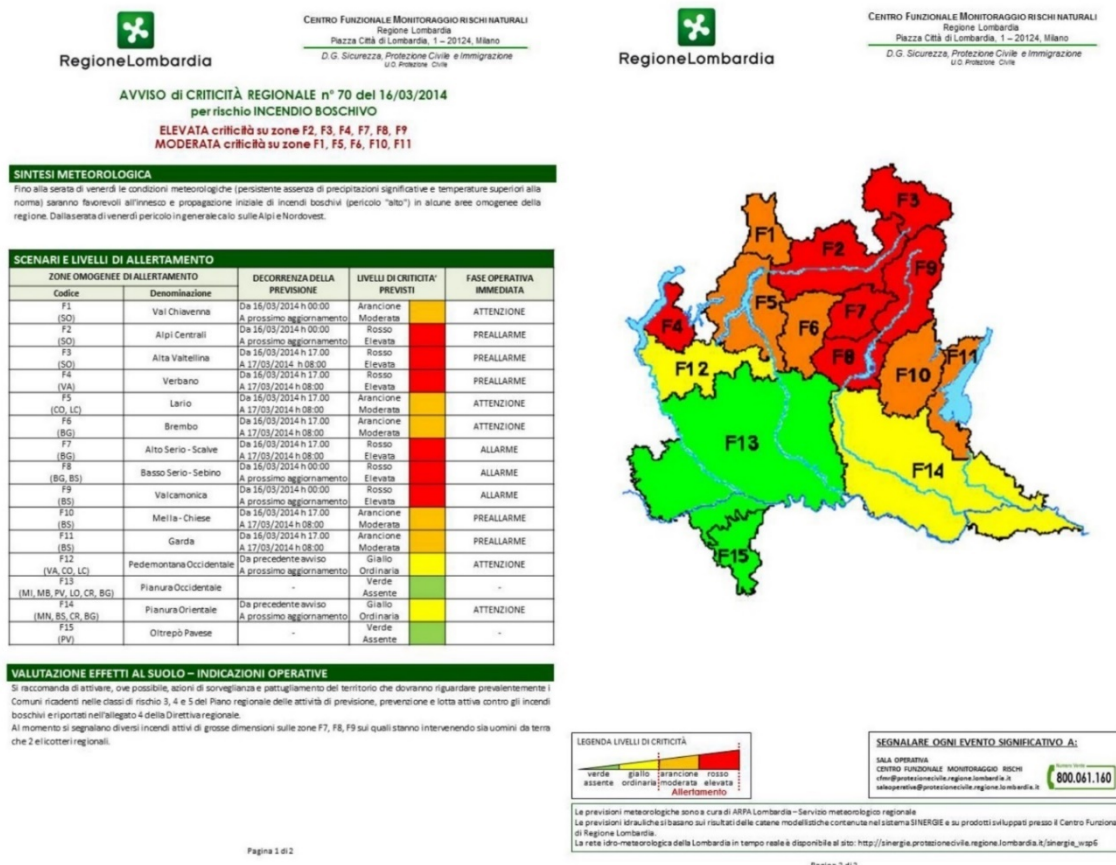 RegioneLombardia
CENTRO FUNZIONALE MONITORAGGIO RISCHI NATURALI
Regione Lombardia
Piazza Città di Lombardia, 1 – 20124, Milano
D.G. Sicurezza, Protezione Civile e Immigrazione
U.O. Protezione Civile
AVVISO di CRITICITÀ REGIONALE n° 70 del 16/03/2014
per rischio INCENDIO BOSCHIVO
ELEVATA criticità su zone F2, F3, F4, F7, F8, F9
MODERATA criticità su zone F1, F5, F6, F10, F11
SINTESI METEOROLOGICA
Fino alla serata di venerdì le condizioni meteorologiche (persistente assenza di precipitazioni significative e temperature superiori alla
norma) saranno favorevoli all'innesco e propagazione iniziale di incendi boschivi (pericolo "alto") in alcune aree omogenee della
regione. Dalla serata di venerdì pericolo in generale calo sulle Alpi e Nordovest.
SCENARI E LIVELLI DI ALLERTAMENTO
ZONE OMOGENEE DI ALLERTAMENTO DECORRENZA DELLA PREVISIONE LIVELLI DI CRITICITA' PREVISTI FASE OPERATIVA IMMEDIATA
Codice Denominazione
F1 (SO) Val Chiavenna Da 16/03/2014 h 00:00 A prossimo aggiornamento Arancione Moderata ATTENZIONE
F2 (SO) Alpi Centrali Da 16/03/2014 h 00:00 A prossimo aggiornamento Rosso Elevata PREALLARME
F3 (SO) Alta Valtellina Da 16/03/2014 h 17.00 A 17/03/2014 h 08:00 Rosso Elevata PREALLARME
F4 (VA) Verbano Da 16/03/2014 h 17.00 A 17/03/2014 h 08:00 Rosso Elevata PREALLARME
F5 (CO, LC) Lario Da 16/03/2014 h 17.00 A 17/03/2014 h 08:00 Arancione Moderata ATTENZIONE
F6 (BG) Brembo Da 16/03/2014 h 17.00 A 17/03/2014 h 08:00 Arancione Moderata ATTENZIONE
F7 (BG) Alto Serio - Scalve Da 16/03/2014 h 17.00 A 17/03/2014 h 08:00 Rosso Elevata ALLARME
F8 (BG, BS) Basso Serio - Sebino Da 16/03/2014 h 00:00 A prossimo aggiornamento Rosso Elevata ALLARME
F9 (BS) Valcamonica Da 16/03/2014 h 00:00 A prossimo aggiornamento Rosso Elevata ALLARME
F10 (BS) Mella - Chiese Da 16/03/2014 h 17.00 A 17/03/2014 h 08:00 Arancione Moderata PREALLARME
F11 (BS) Garda Da 16/03/2014 h 17.00 A 17/03/2014 h 08:00 Arancione Moderata PREALLARME
F12 (VA, CO, LC) Pedemontana Occidentale Da precedente avviso A prossimo aggiornamento Giallo Ordinaria ATTENZIONE
F13 (MI, MB, PV, LO, CR, BG) Pianura Occidentale - Verde Assente -
F14 (MN, BS, CR, BG) Pianura Orientale Da precedente avviso A prossimo aggiornamento Giallo Ordinaria ATTENZIONE
F15 (PV) Oltrepò Pavese - Verde Assente -
VALUTAZIONE EFFETTI AL SUOLO – INDICAZIONI OPERATIVE
Si raccomanda di attivare, ove possibile, azioni di sorveglianza e pattugliamento del territorio che dovranno riguardare prevalentemente i
Comuni ricadenti nelle classi di rischio 3, 4 e 5 del Piano regionale delle attività di previsione, prevenzione e lotta attiva contro gli incendi
boschivi e riportati nell'allegato 4 della Direttiva regionale.
Al momento si segnalano diversi incendi attivi di grosse dimensioni sulle zone F7, F8, F9 sui quali stanno intervenendo sia uomini da terra
che 2 elicotteri regionali.
Pagina 1 di 2
RegioneLombardia
CENTRO FUNZIONALE MONITORAGGIO RISCHI NATURALI
Regione Lombardia
Piazza Città di Lombardia, 1 – 20124, Milano
D.G. Sicurezza, Protezione Civile e Immigrazione
U.O. Protezione Civile
F3
F1
F2
F9
F5
F7
F4
F6
F8
F11
F12
F10
F13
F14
F15
LEGENDA LIVELLI DI CRITICITÀ
verde giallo arancione rosso
assente ordinaria moderata elevata
Allertamento
SEGNALARE OGNI EVENTO SIGNIFICATIVO A:
SALA OPERATIVA
CENTRO FUNZIONALE MONITORAGGIO RISCHI
cfmr@protezionecivile.regione.lombardia.it
salaoperativa@protezionecivile.regione.lombardia.it
Numero Verde
800.061.160
Le previsioni meteorologiche sono a cura di ARPA Lombardia – Servizio meteorologico regionale
Le previsioni idrauliche si basano sui risultati delle catene modellistiche contenute nel sistema SINERGIE e su prodotti sviluppati presso il Centro Funziona
di Regione Lombardia.
La rete idro-meteorologica della Lombardia in tempo reale è disponibile al sito: http://sinergie.protezionecivile.regione.lombardia.it/sinergie_wsp6
Pagina 2 di 2